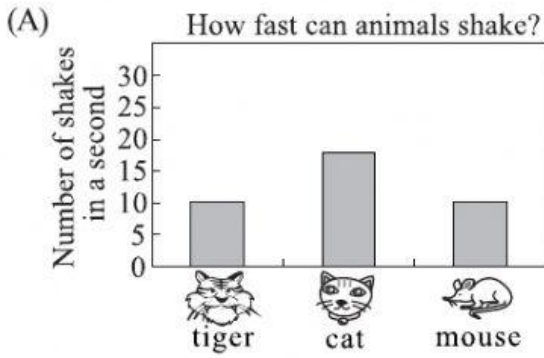 (A)
How fast can animals shake?
Number of shakes
in a second
30
25
20
15
10
5
0
tiger
cat
mouse